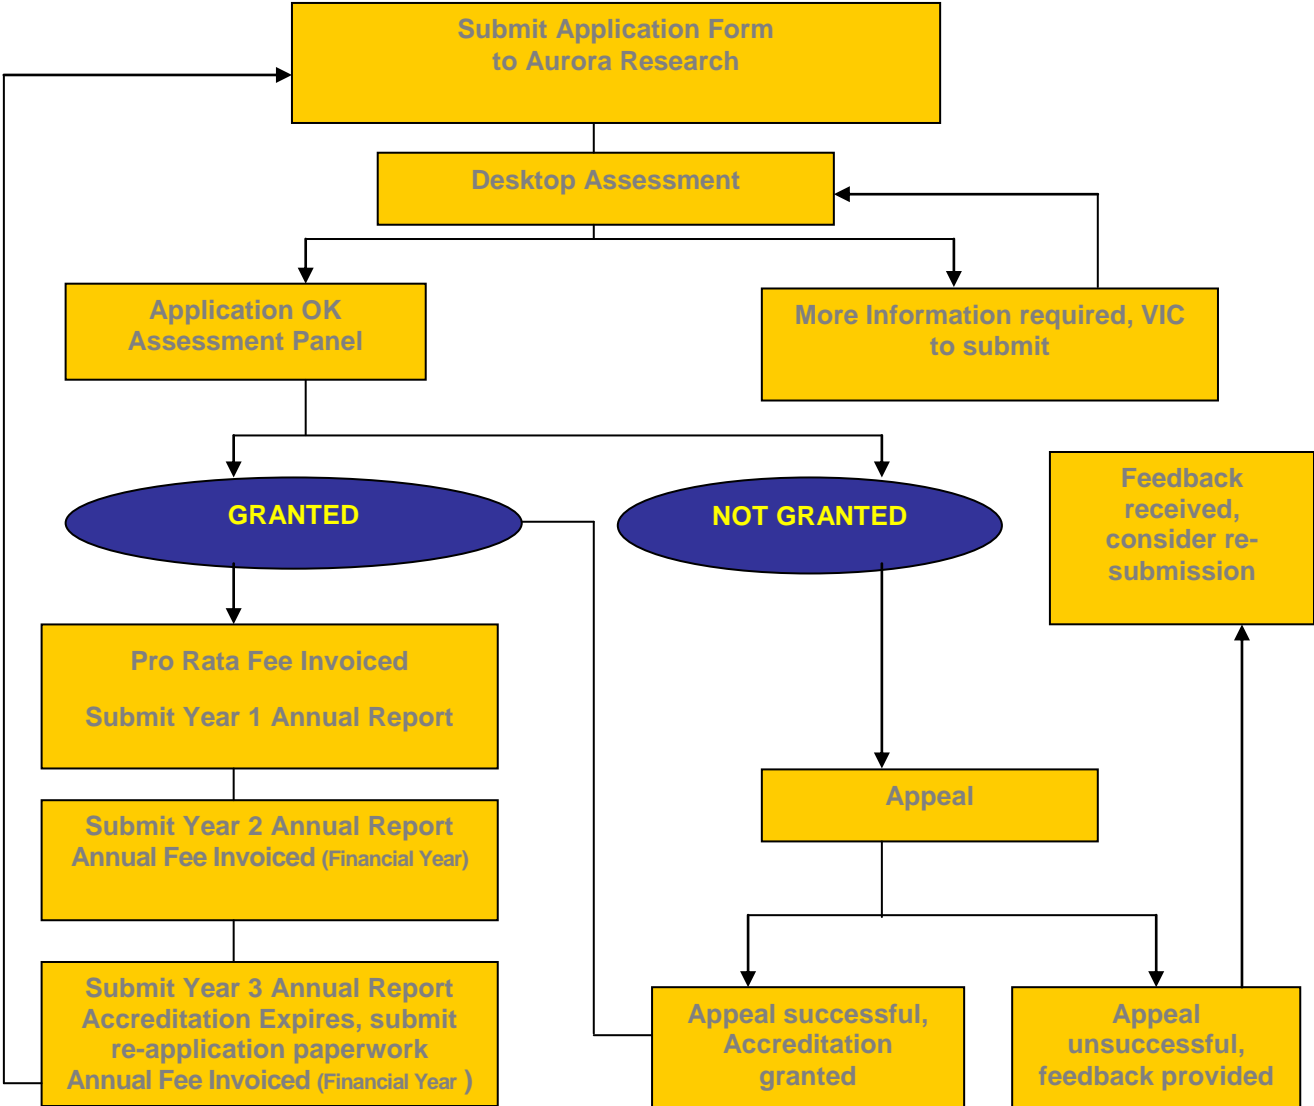 Submit Application Form
to Aurora Research
Desktop Assessment
Application OK
Assessment Panel
More Information required, VIC
to submit
GRANTED
NOT GRANTED
Feedback
received,
consider re-
submission
Pro Rata Fee Invoiced
Submit Year 1 Annual Report
Appeal
Submit Year 2 Annual Report
Annual Fee Invoiced (Financial Year)
Submit Year 3 Annual Report
Accreditation Expires, submit
re-application paperwork
Annual Fee Invoiced (Financial Year )
Appeal successful,
Accreditation
granted
Appeal
unsuccessful,
feedback provided